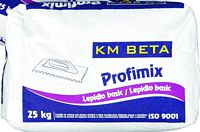 KM BETA
Profimix
Lepidlo basic / Lepidlo basic
25 kg
ISO 9001